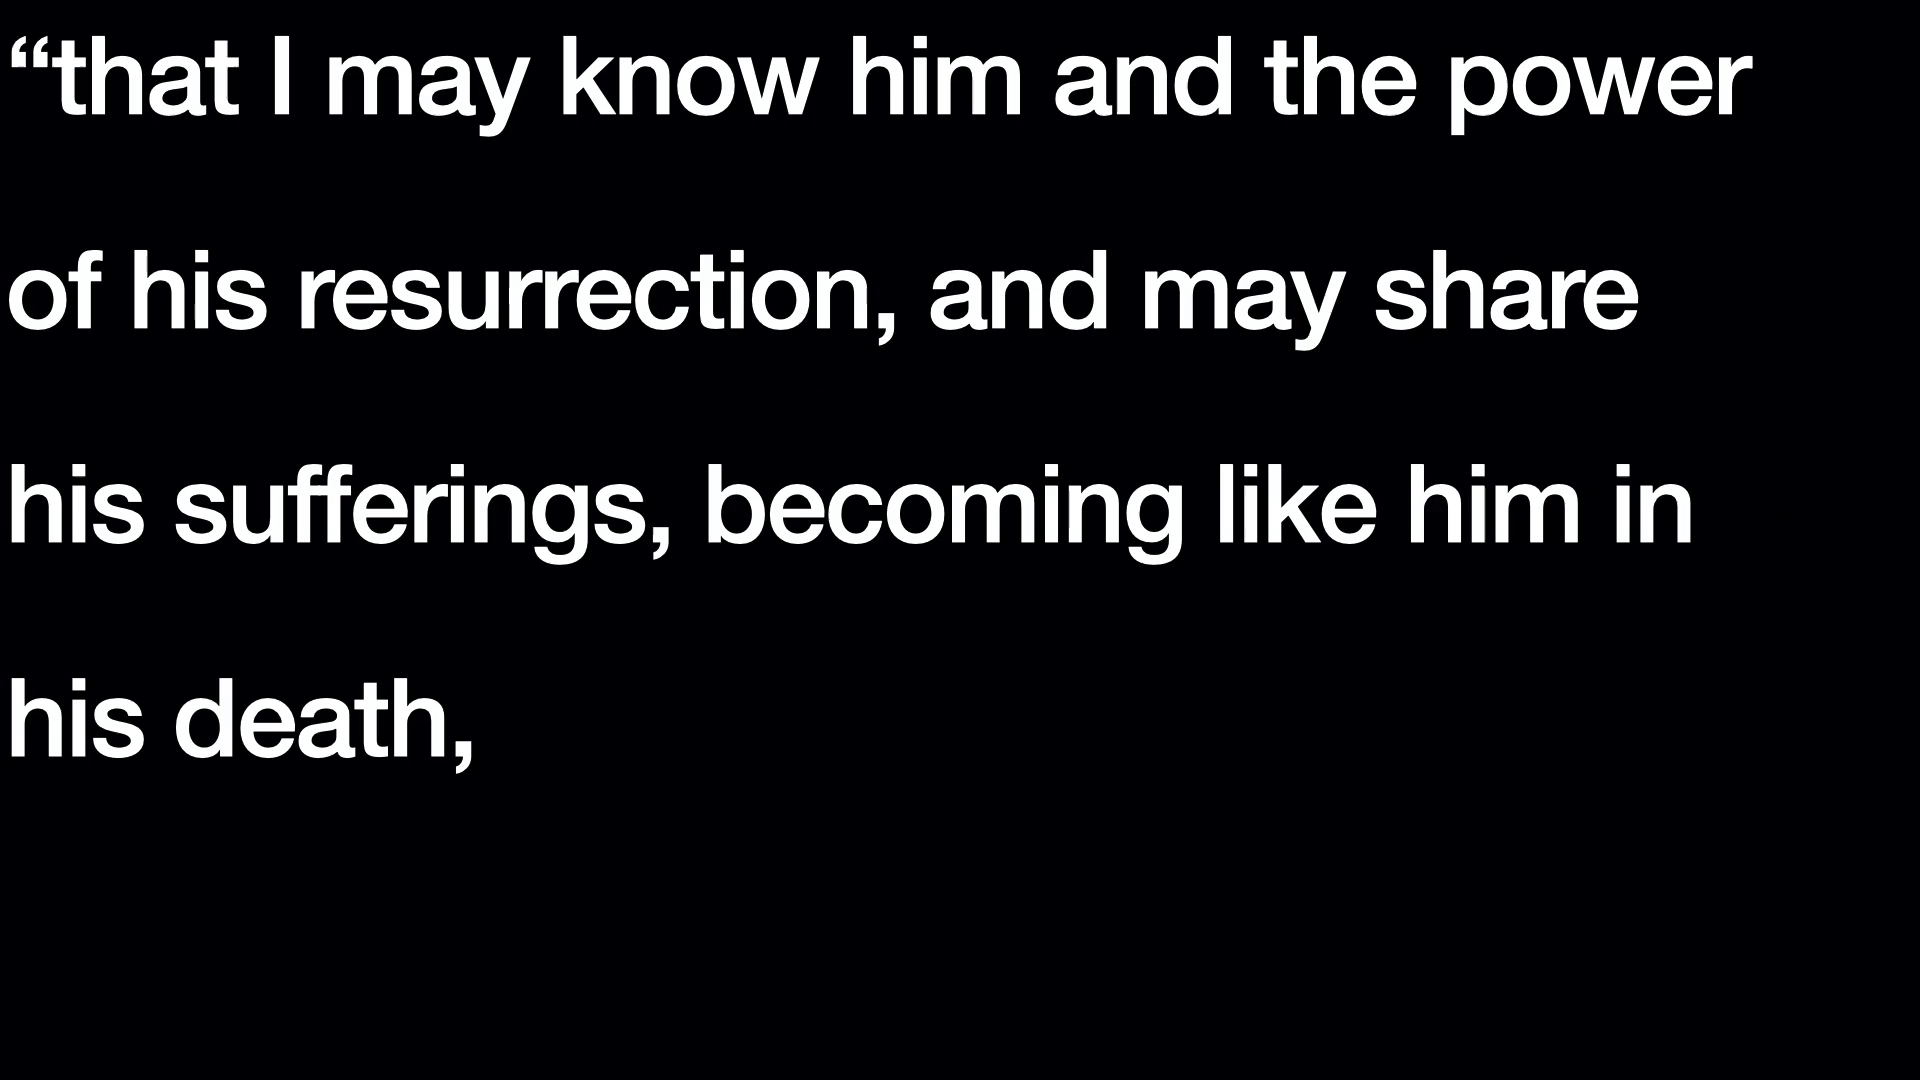 “that I may know him and the power
of his resurrection, and may share
his sufferings, becoming like him in
his death,